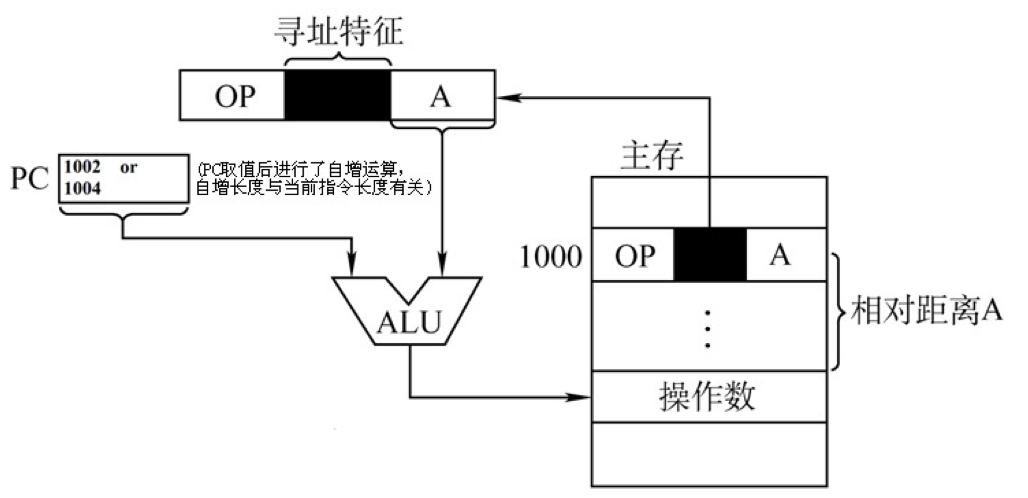 寻址特征
OP
A
PC
1002 or
1004
(PC取值后进行了自增运算,
自增长度与当前指令长度有关)
主存
1000
OP
A
相对距离A
ALU
操作数